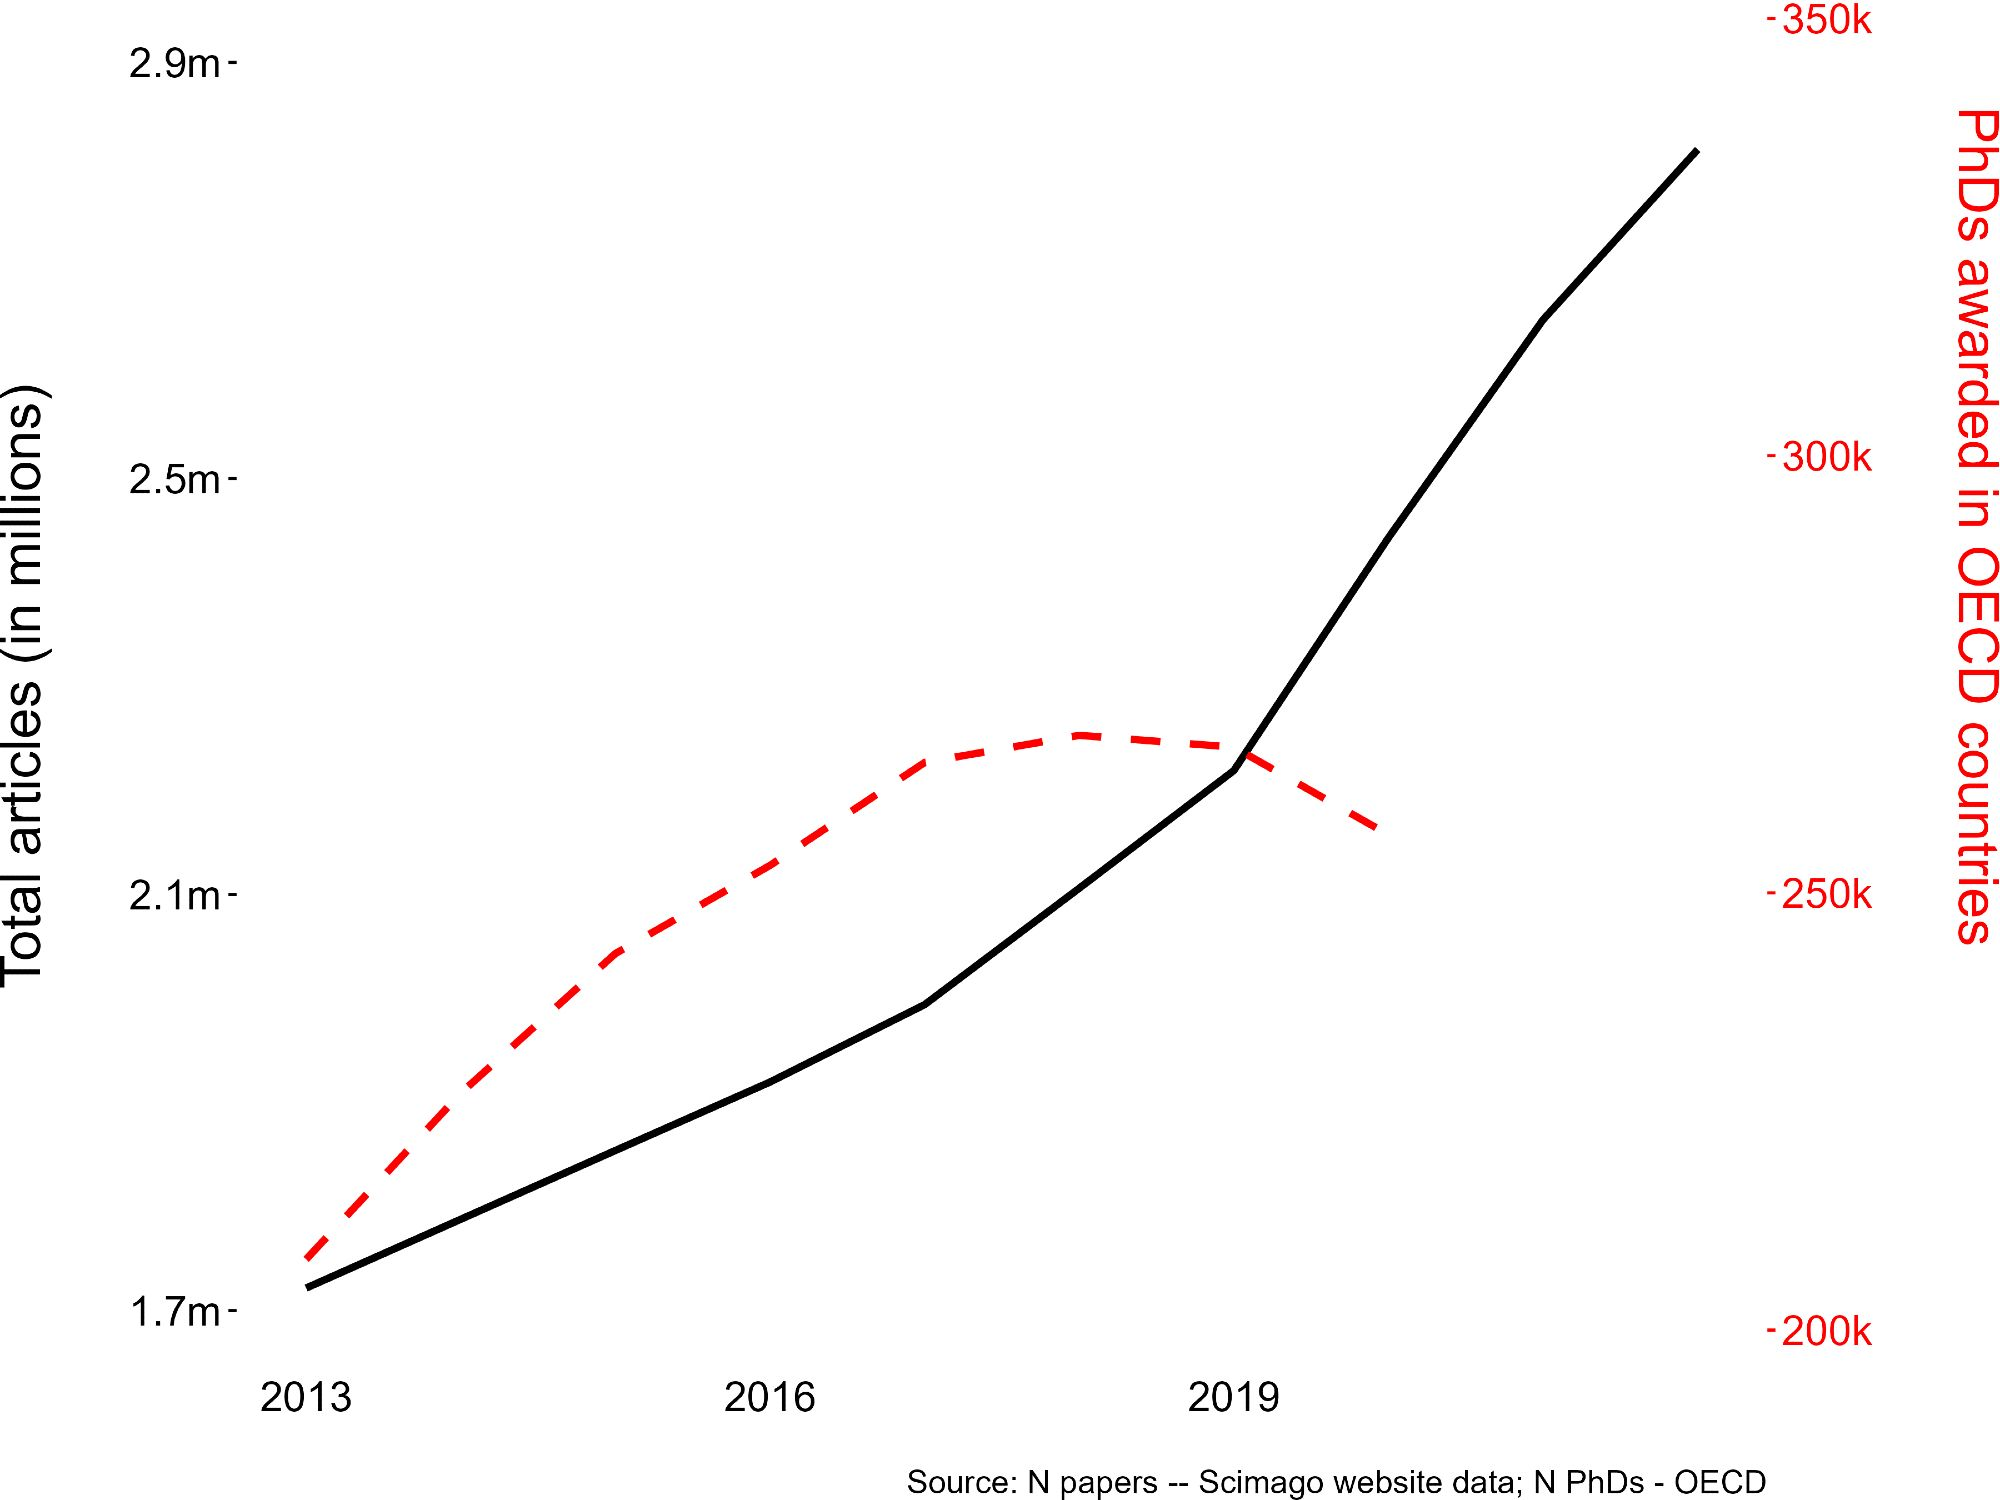 Total articles (in millions)
2.9m
2.5m
2.1m
1.7m
2013
2016
2019
350k
300k
250k
200k
PhDs awarded in OECD countries
Source: N papers -- Scimago website data; N PhDs - OECD